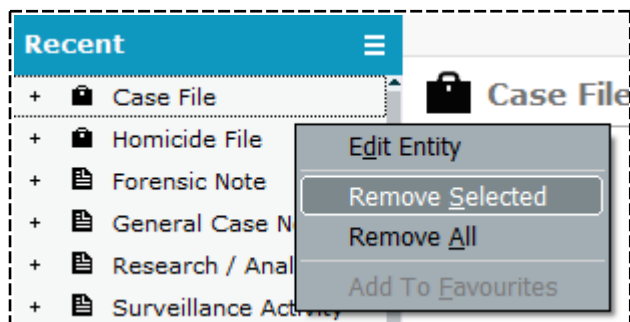 Recent
+ Case File
+ Homicide File
+ Forensic Note
+ General Case N
+ Research / Anal
+ Surveillance Activity
Case File
Edit Entity
Remove Selected
Remove All
Add To Favourites